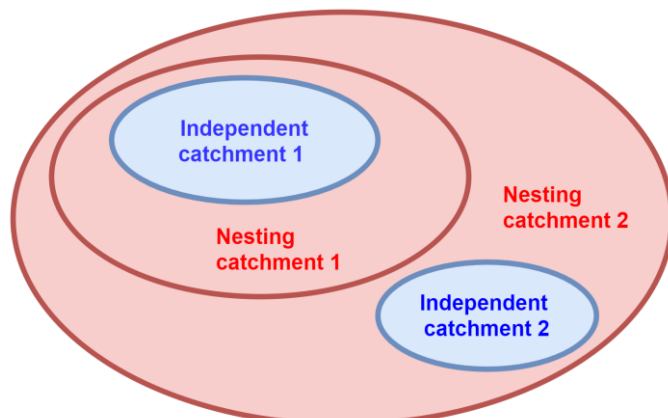 Independent
catchment 1
Nesting
catchment 1
Nesting
catchment 2
Independent
catchment 2